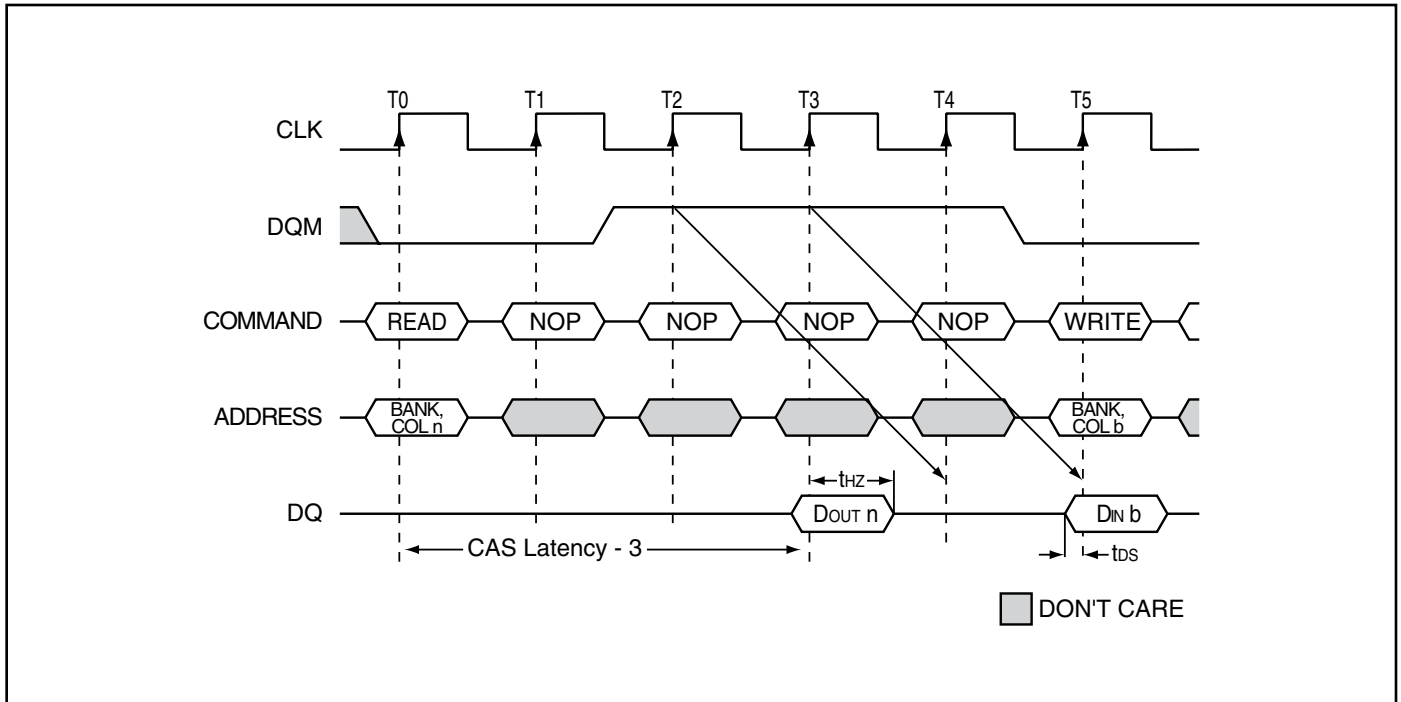 T0 T1 T2 T3 T4 T5
CLK
DQM
COMMAND READ NOP NOP NOP NOP WRITE
ADDRESS BANK, COL n BANK, COL b
tHZ
DQ DOUT n DIN b
CAS Latency - 3 tDS
DON'T CARE